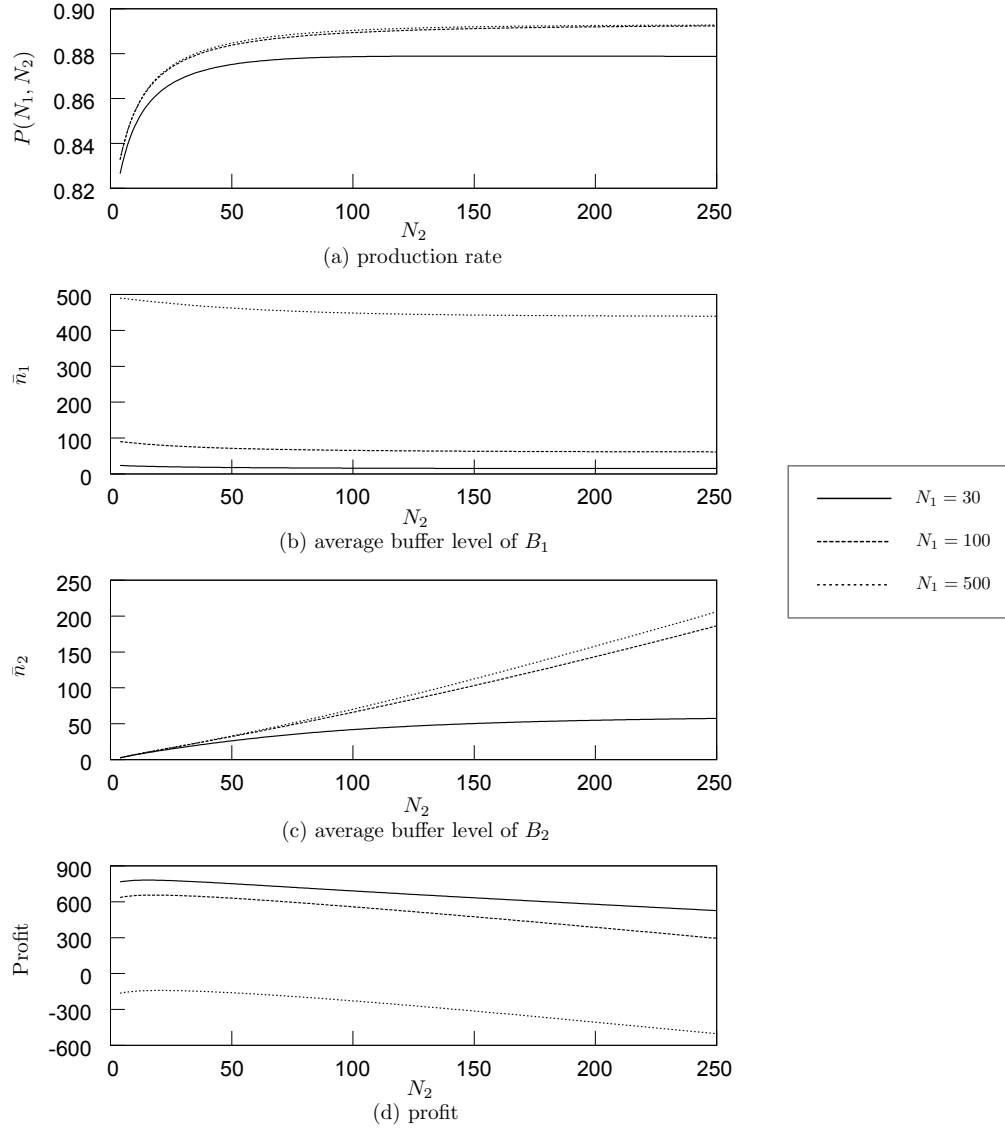 0.90
0.88
0.86
0.84
0.82
P(N₁, N₂)
0 50 100 150 200 250
N₂
(a) production rate
500
400
300
200
100
0
n̄₁
0 50 100 150 200 250
N₂
(b) average buffer level of B₁
N₁ = 30
N₁ = 100
N₁ = 500
250
200
150
100
50
0
n̄₂
0 50 100 150 200 250
N₂
(c) average buffer level of B₂
900
600
300
0
-300
-600
Profit
0 50 100 150 200 250
N₂
(d) profit